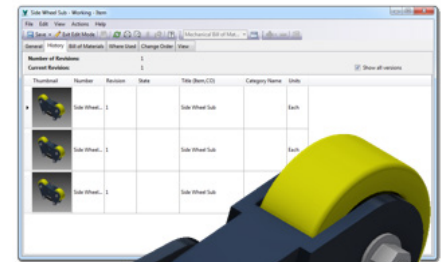 Side Wheel Sub - Working - Item
File Edit View Actions Help
Save Exit Edit Mode Mechanical Bill of Mat...
General History Bill of Materials Where Used Change Order View
Number of Revisions: 1
Current Revision: 1 Show all versions
Thumbnail Number Revision State Title (Item,CO) Category Name Units
Side Wheel... 1 Side Wheel Sub Each
Side Wheel... 1 Side Wheel Sub Each
Side Wheel... 1 Side Wheel Sub